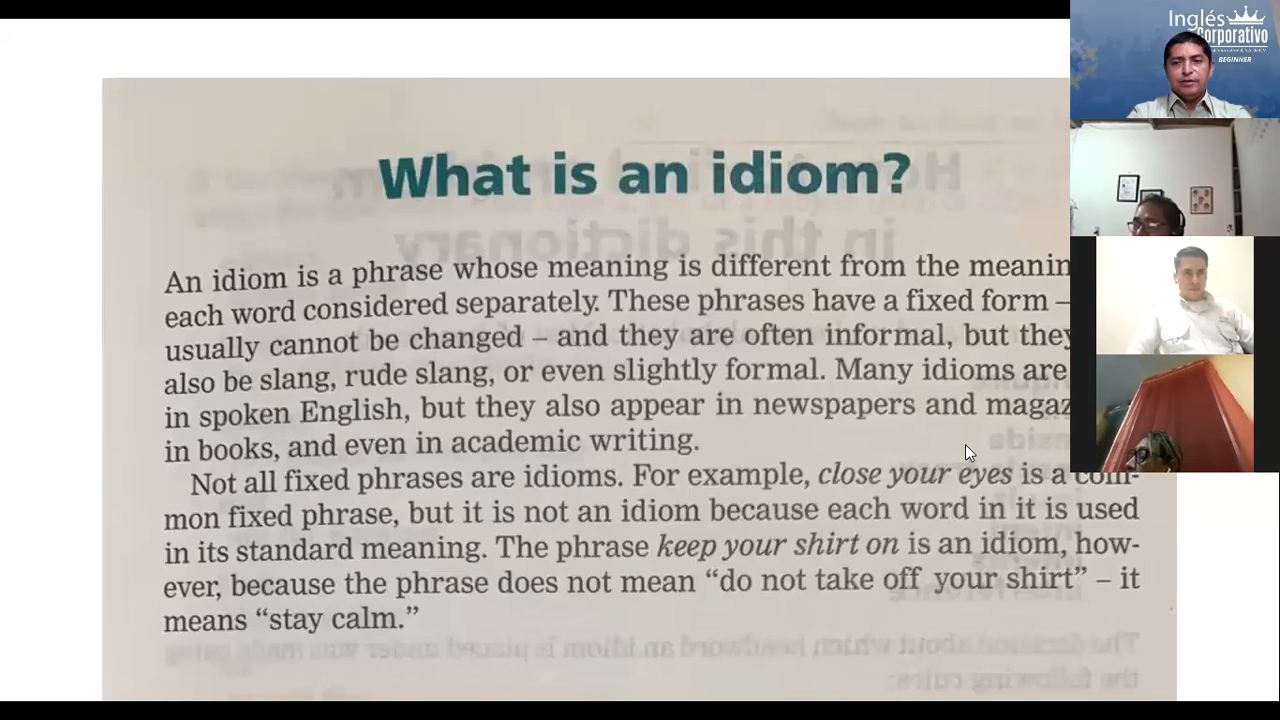 What is an idiom?
An idiom is a phrase whose meaning is different from the
each word considered separately. These phrases have a fixed form –
usually cannot be changed – and they are often informal, but they
also be slang, rude slang, or even slightly formal. Many idioms are
in spoken English, but they also appear in newspapers and
in books, and even in academic writing.
Not all fixed phrases are idioms. For example, close your eyes is a com-
mon fixed phrase, but it is not an idiom because each word in it is used
in its standard meaning. The phrase keep your shirt on is an idiom, how-
ever, because the phrase does not mean “do not take off your shirt” – it
means “stay calm.”
Inglés
Corporativo
BEGINNER